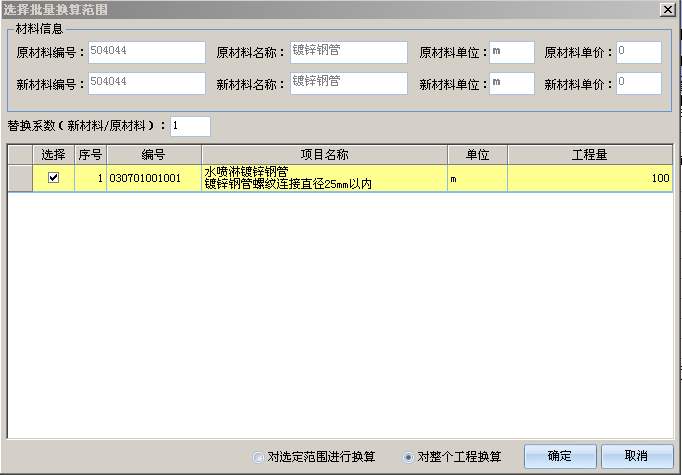 选择批量换算范围
材料信息
原材料编号： 504044 原材料名称： 镀锌钢管 原材料单位： m 原材料单价： 0
新材料编号： 504044 新材料名称： 镀锌钢管 新材料单位： m 新材料单价： 0
替换系数（新材料/原材料）： 1
选择 序号 编号 项目名称 单位 工程量
1 030701001001 水喷淋镀锌钢管 m 100
镀锌钢管螺纹连接直径25mm以内
对选定范围进行换算 对整个工程换算 确定 取消